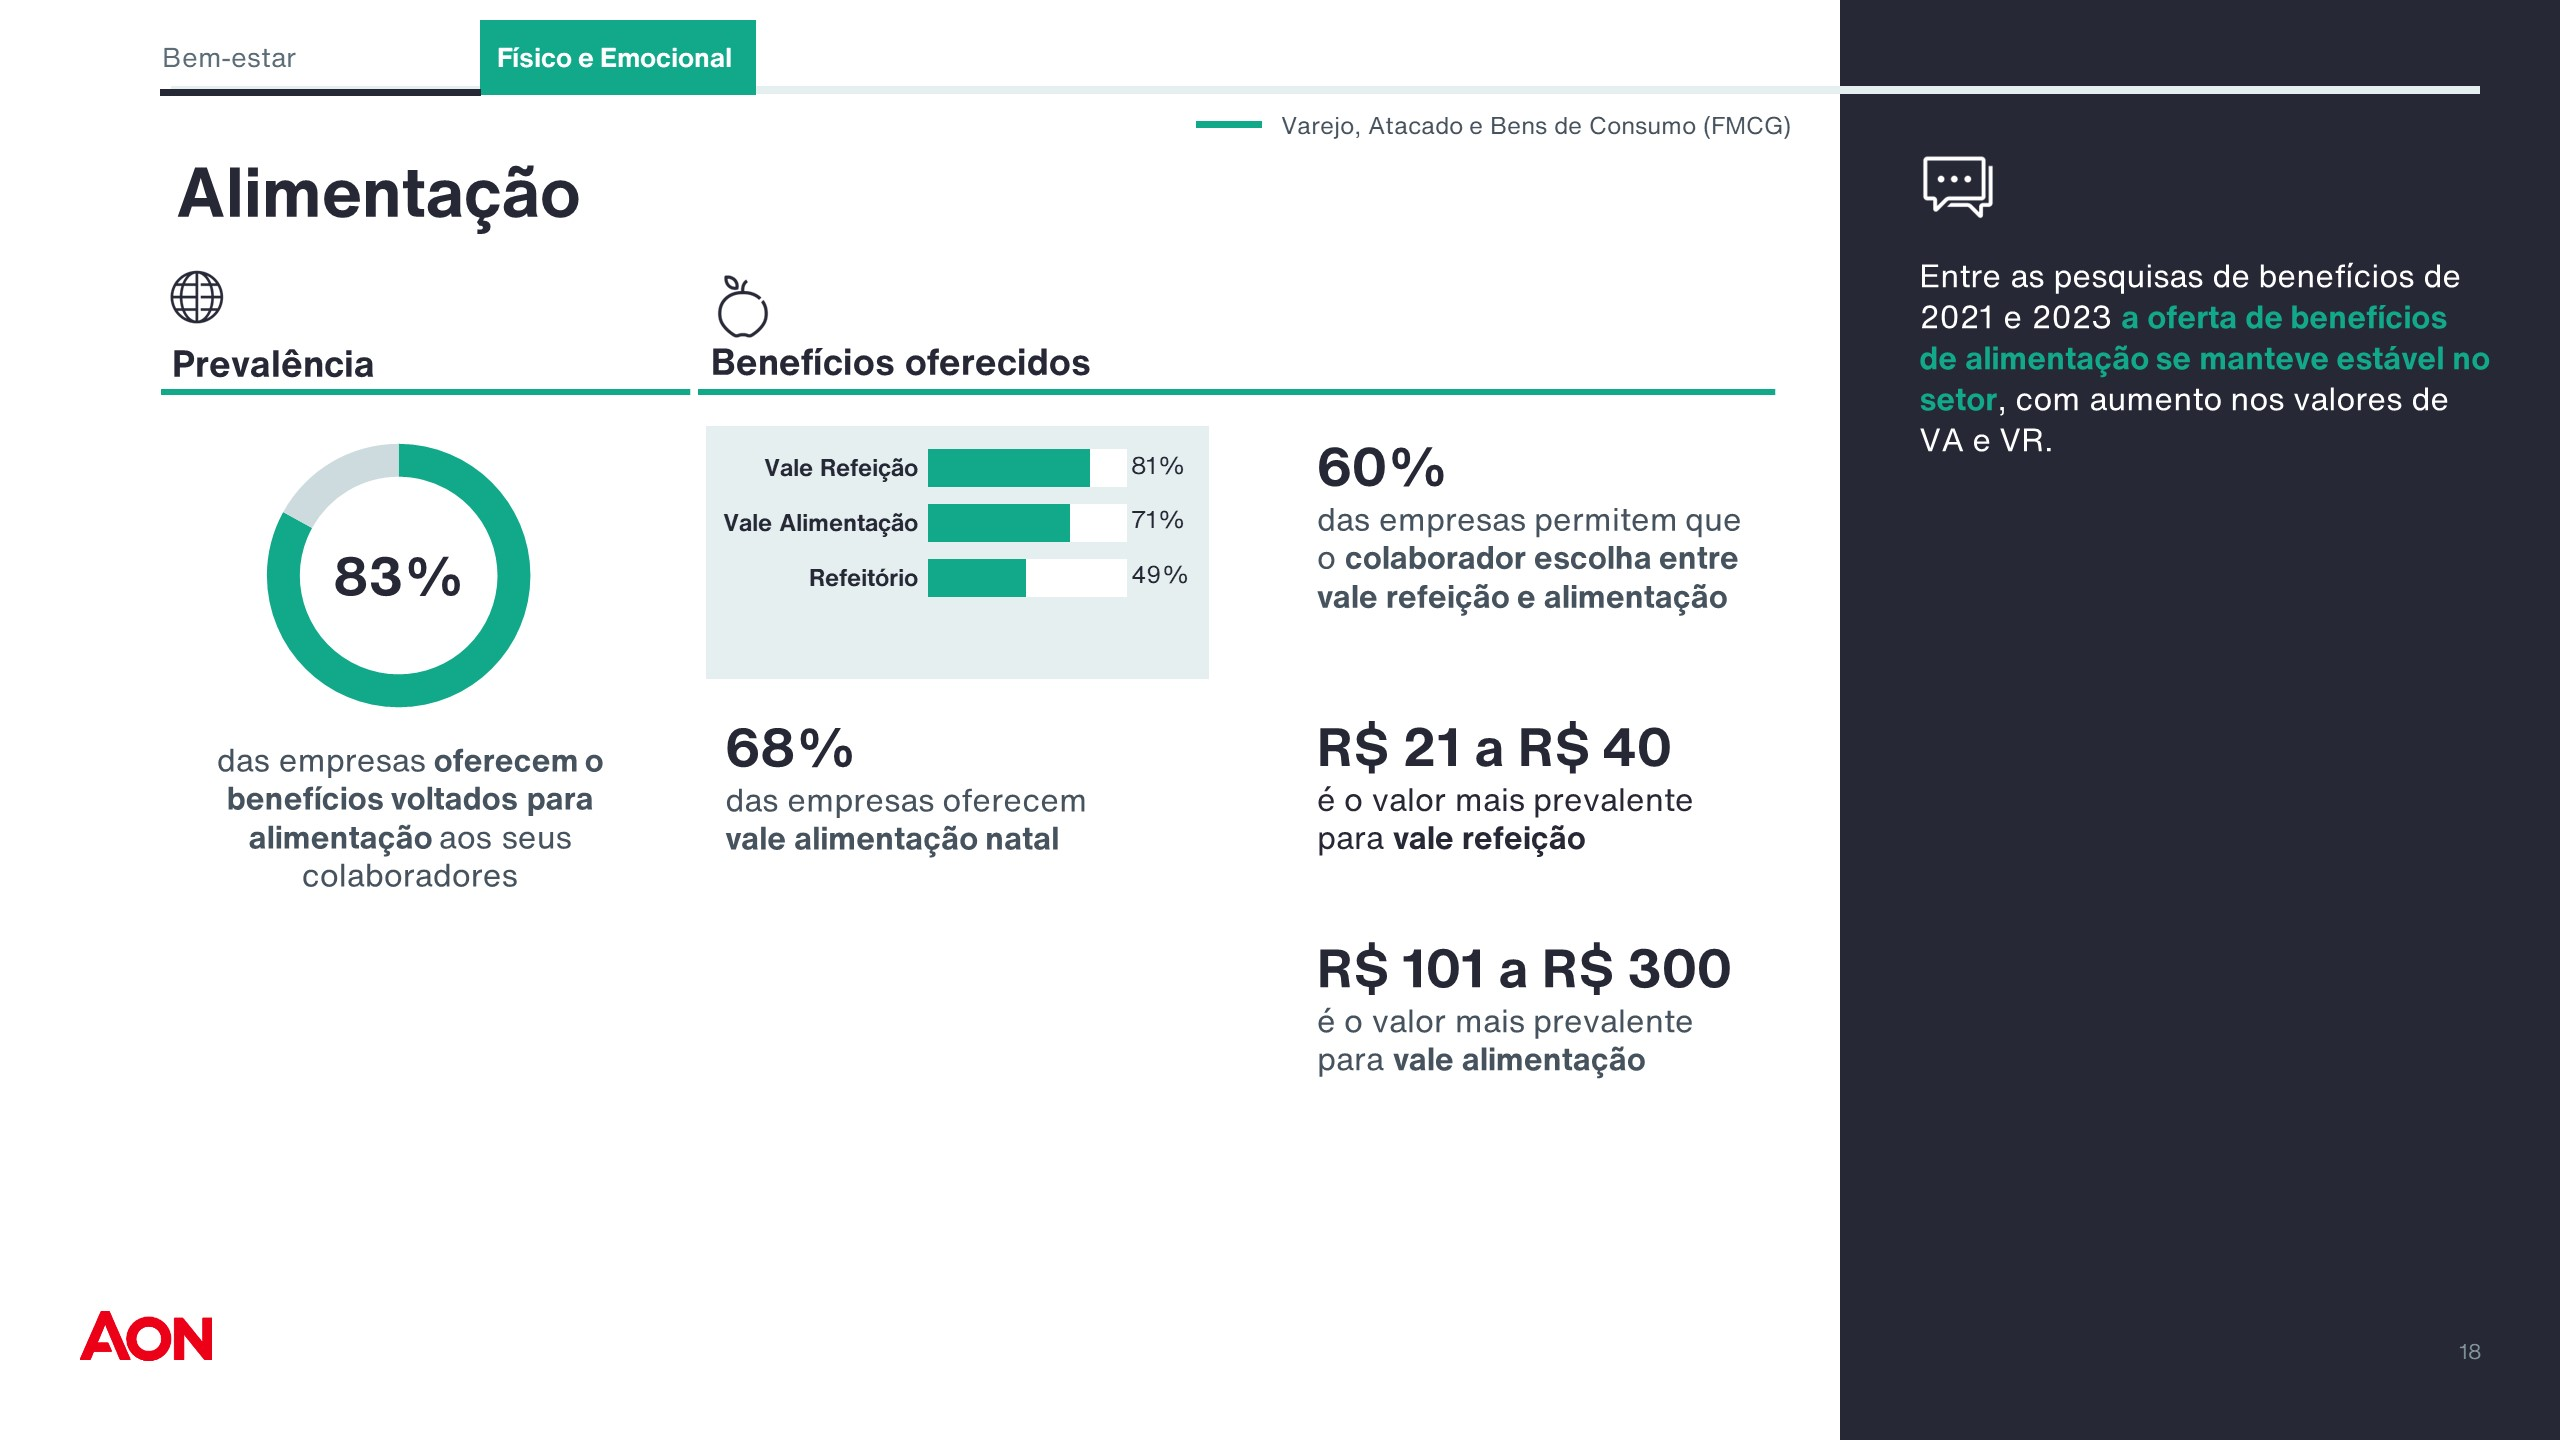 Bem-estar
Físico e Emocional
Varejo, Atacado e Bens de Consumo (FMCG)
Alimentação
Prevalência
83%
das empresas oferecem o
benefícios voltados para
alimentação aos seus
colaboradores
Benefícios oferecidos
Vale Refeição 81%
Vale Alimentação 71%
Refeitório 49%
68%
das empresas oferecem
vale alimentação natal
60%
das empresas permitem que
o colaborador escolha entre
vale refeição e alimentação
R$ 21 a R$ 40
é o valor mais prevalente
para vale refeição
R$ 101 a R$ 300
é o valor mais prevalente
para vale alimentação
Entre as pesquisas de benefícios de
2021 e 2023 a oferta de benefícios
de alimentação se manteve estável no
setor, com aumento nos valores de
VA e VR.
AON
18